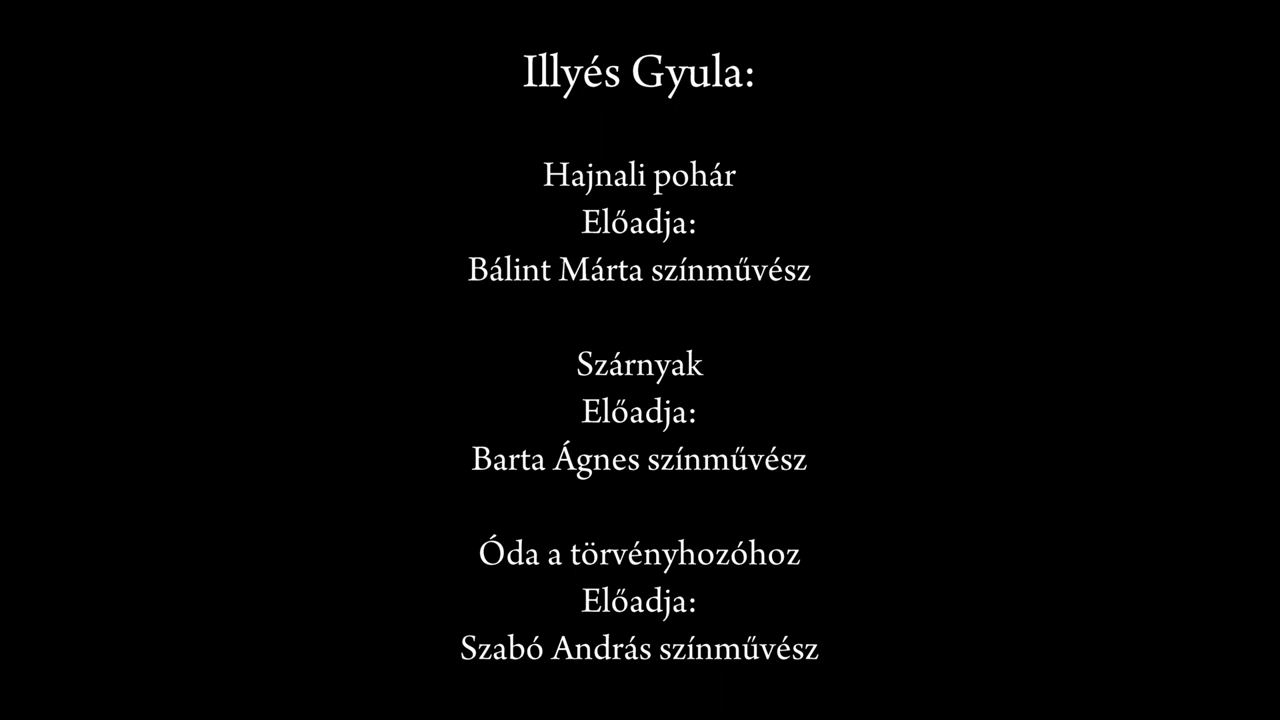 Illyés Gyula:
Hajnali pohár
Előadja:
Bálint Márta színművész
Szárnyak
Előadja:
Barta Ágnes színművész
Óda a törvényhozóhoz
Előadja:
Szabó András színművész